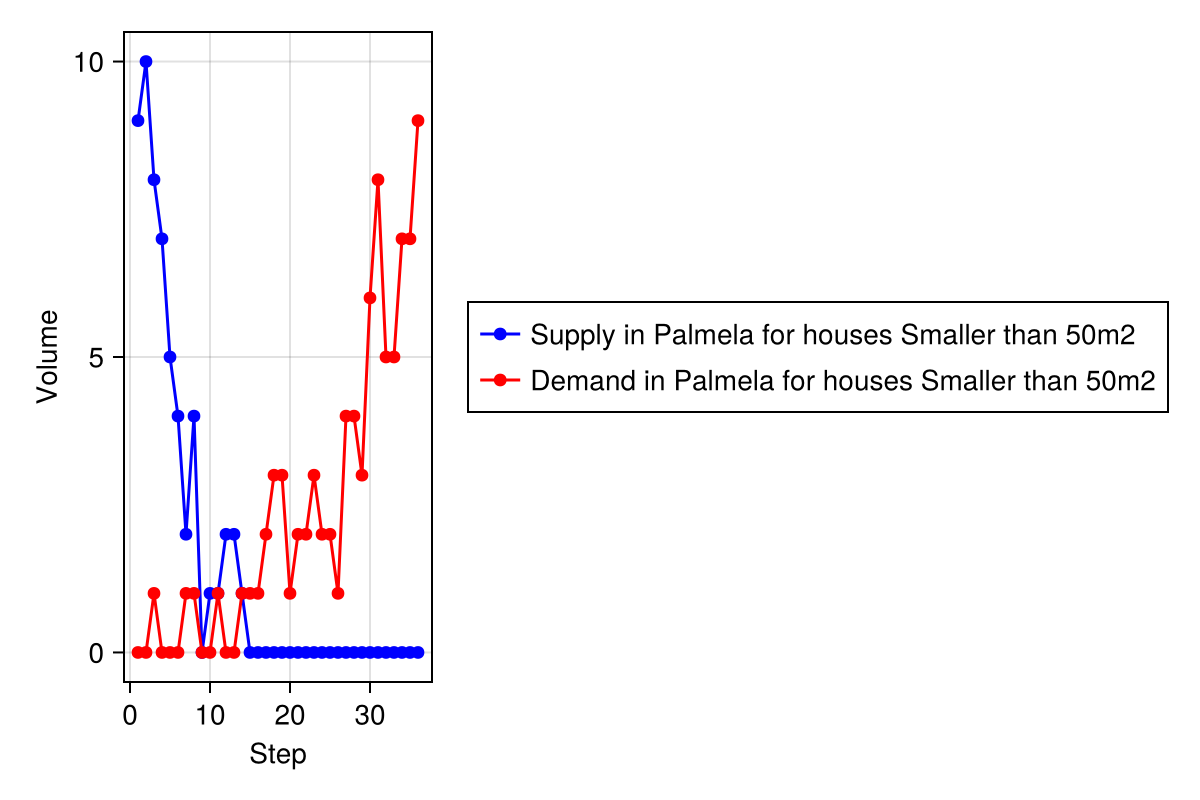 10
5
0
Volume
0 10 20 30
Step
Supply in Palmela for houses Smaller than 50m2
Demand in Palmela for houses Smaller than 50m2